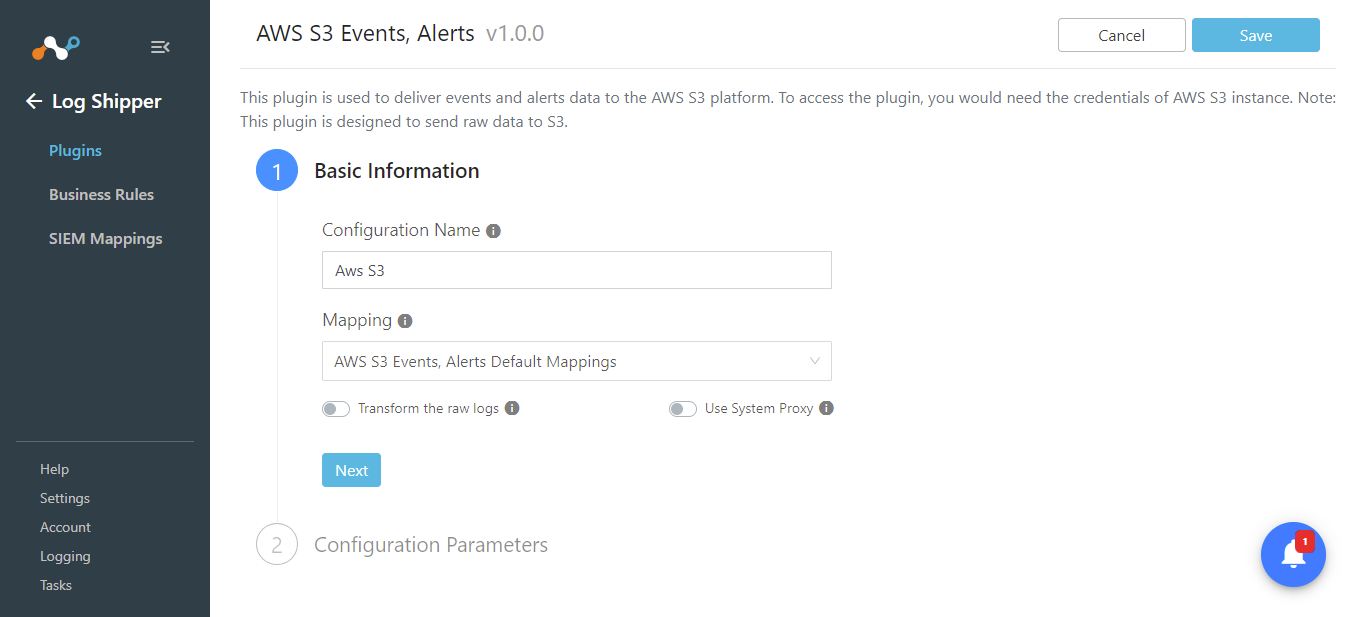 Log Shipper
Plugins
Business Rules
SIEM Mappings
Help
Settings
Account
Logging
Tasks
AWS S3 Events, Alerts v1.0.0
Cancel
Save
This plugin is used to deliver events and alerts data to the AWS S3 platform. To access the plugin, you would need the credentials of AWS S3 instance. Note:
This plugin is designed to send raw data to S3.
1
Basic Information
Configuration Name
Aws S3
Mapping
AWS S3 Events, Alerts Default Mappings
Transform the raw logs
Use System Proxy
Next
2
Configuration Parameters
1